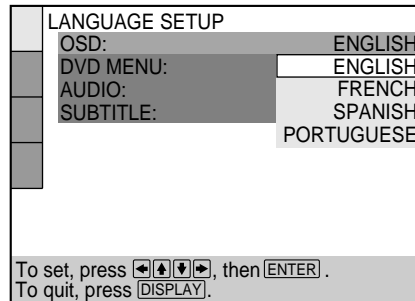 LANGUAGE SETUP
OSD: ENGLISH
DVD MENU: ENGLISH
AUDIO: FRENCH
SUBTITLE: SPANISH
PORTUGUESE
To set, press ←↑↓→, then ENTER.
To quit, press DISPLAY.